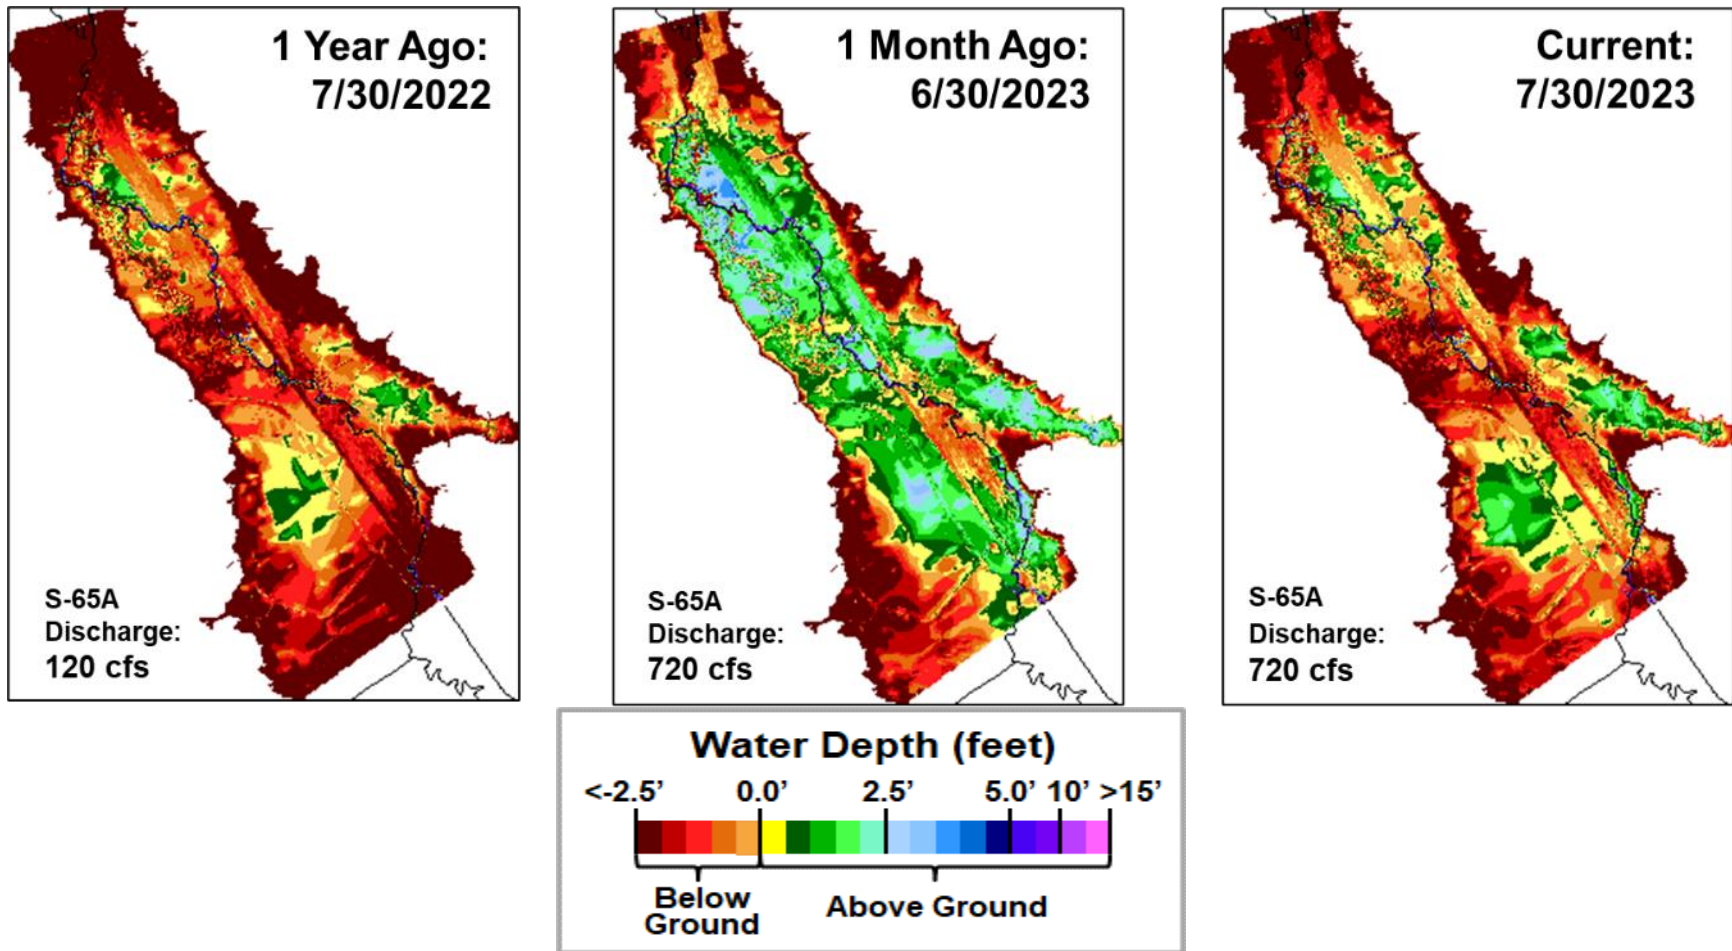 1 Year Ago:
7/30/2022
S-65A
Discharge:
120 cfs
1 Month Ago:
6/30/2023
S-65A
Discharge:
720 cfs
Current:
7/30/2023
S-65A
Discharge:
720 cfs
Water Depth (feet)
<-2.5’ 0.0’ 2.5’ 5.0’ 10’ >15’
Below
Ground
Above Ground